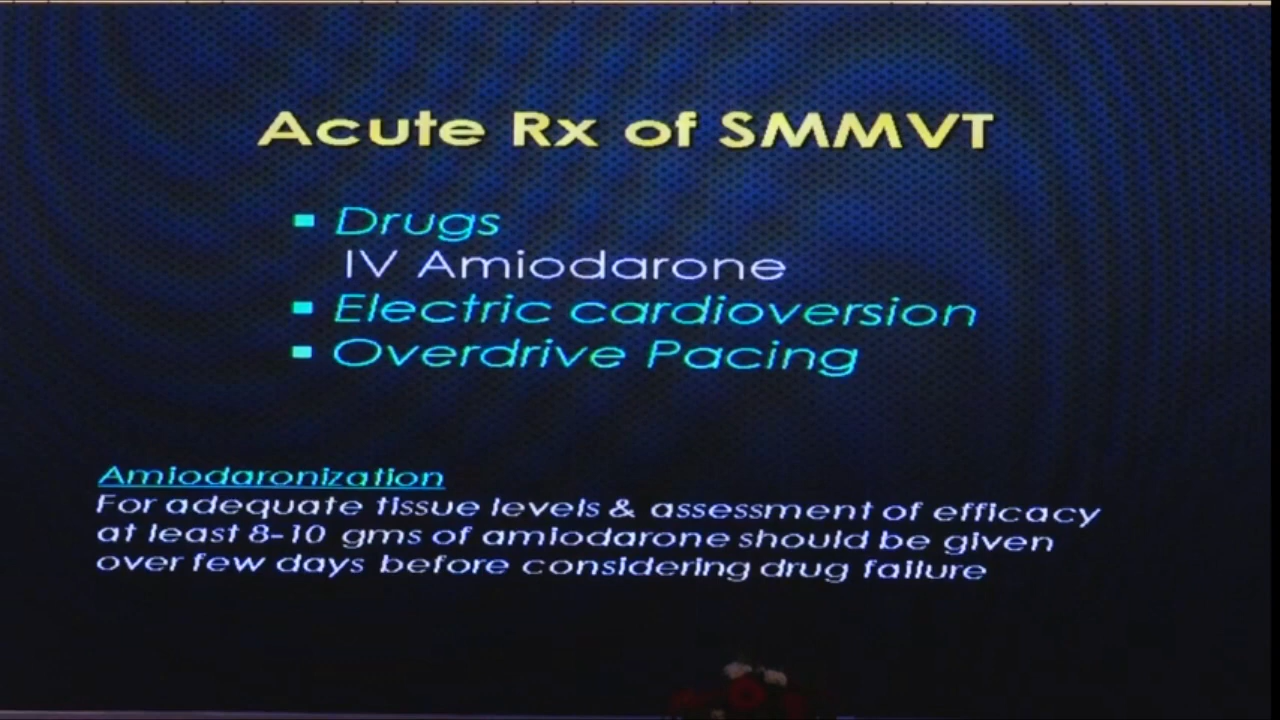 Acute Rx of SMMVT
Drugs
IV Amiodarone
Electric cardioversion
Overdrive Pacing
Amiodaronization
For adequate tissue levels & assessment of efficacy
at least 8-10 gms of amiodarone should be given
over few days before considering drug failure